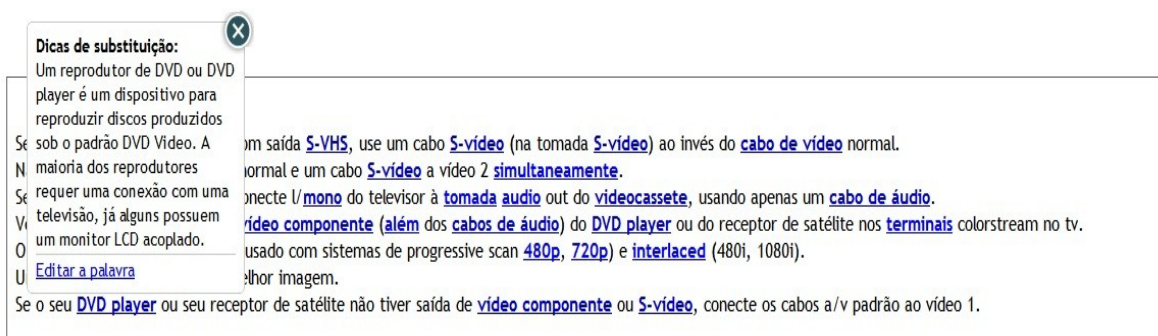 Dicas de substituição:
Um reprodutor de DVD ou DVD
player é um dispositivo para
reproduzir discos produzidos
sob o padrão DVD Video. A
maioria dos reprodutores
requer uma conexão com uma
televisão, já alguns possuem
um monitor LCD acoplado.
Editar a palavra
saída S-VHS, use um cabo S-vídeo (na tomada S-vídeo) ao invés do cabo de vídeo normal.
e um cabo S-vídeo a vídeo 2 simultaneamente.
l/mono do televisor à tomada audio out do videocassete, usando apenas um cabo de áudio.
vídeo componente (além dos cabos de áudio) do DVD player ou do receptor de satélite nos terminais colorstream no tv.
usado com sistemas de progressive scan 480p, 720p) e interlaced (480i, 1080i).
imagem.
Se o seu DVD player ou seu receptor de satélite não tiver saída de vídeo componente ou S-vídeo, conecte os cabos a/v padrão ao vídeo 1.